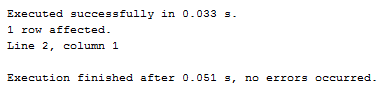 Executed successfully in 0.033 s.
1 row affected.
Line 2, column 1
Execution finished after 0.051 s, no errors occurred.